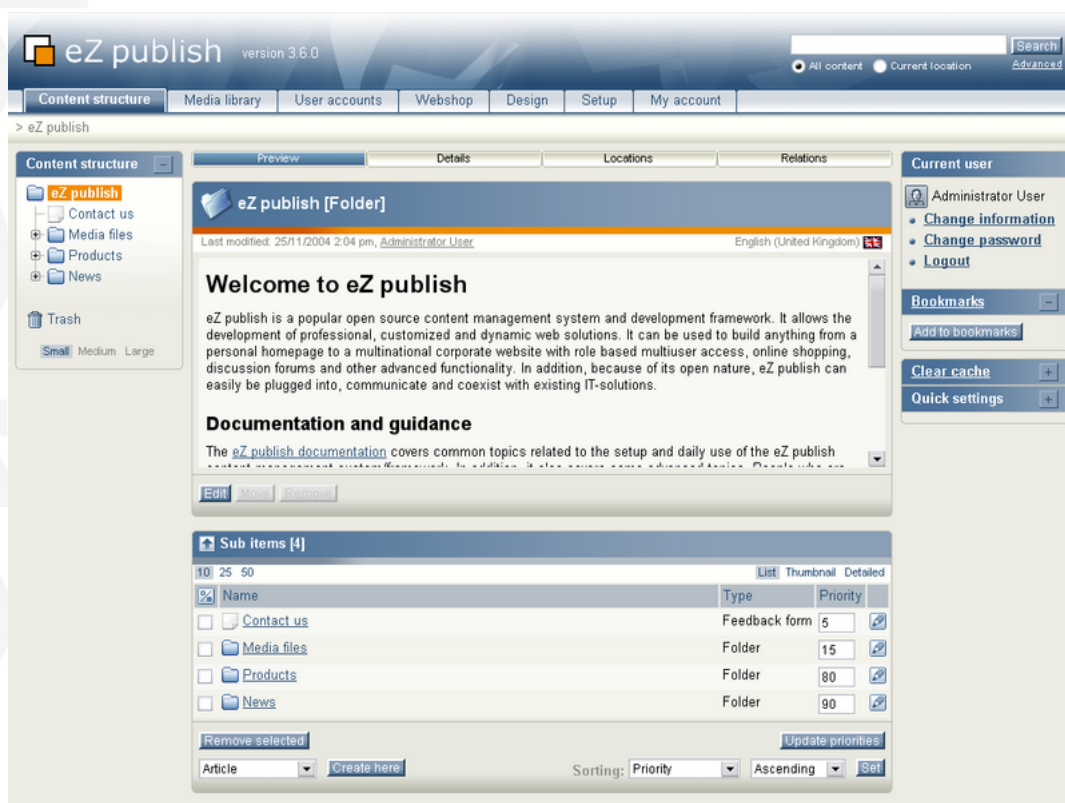 eZ publish version 3.6.0
Search
All content Current location Advanced
Content structure Media library User accounts Webshop Design Setup My account
> eZ publish
Content structure
eZ publish
Contact us
Media files
Products
News
Trash
Small Medium Large
Preview Details Locations Relations
eZ publish [Folder]
Last modified: 25/11/2004 2:04 pm, Administrator User English (United Kingdom)
Welcome to eZ publish
eZ publish is a popular open source content management system and development framework. It allows the
development of professional, customized and dynamic web solutions. It can be used to build anything from a
personal homepage to a multinational corporate website with role based multiuser access, online shopping,
discussion forums and other advanced functionality. In addition, because of its open nature, eZ publish can
easily be plugged into, communicate and coexist with existing IT-solutions.
Documentation and guidance
The eZ publish documentation covers common topics related to the setup and daily use of the eZ publish
Edit Move Remove
Sub items [4]
10 25 50 List Thumbnail Detailed
Name Type Priority
Contact us Feedback form 5
Media files Folder 15
Products Folder 80
News Folder 90
Remove selected Update priorities
Article Create here Sorting: Priority Ascending Set
Current user
Administrator User
Change information
Change password
Logout
Bookmarks
Add to bookmarks
Clear cache
Quick settings